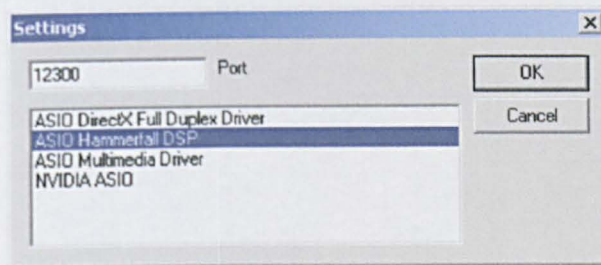 Settings
12300
Port
OK
ASIO DirectX Full Duplex Driver
ASIO Hammerfall DSP
ASIO Multimedia Driver
NVIDIA ASIO
Cancel